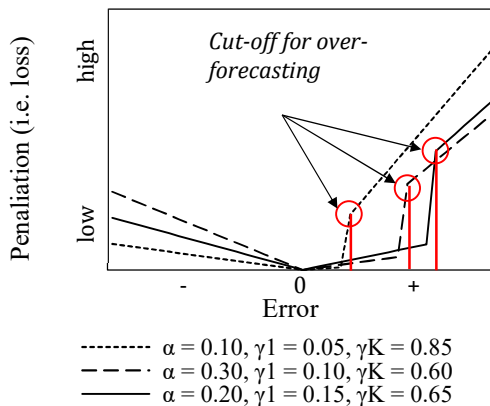 Cut-off for over-
forecasting
high
low
Penaliation (i.e. loss)
-
0
+
Error
α = 0.10, γ1 = 0.05, γK = 0.85
α = 0.30, γ1 = 0.10, γK = 0.60
α = 0.20, γ1 = 0.15, γK = 0.65